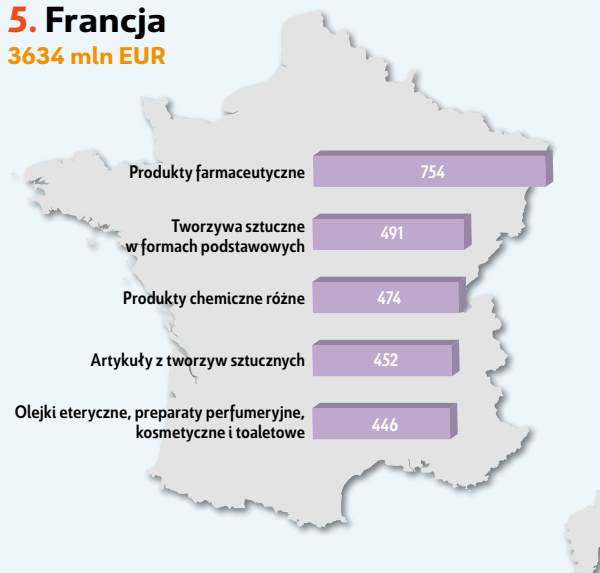 5. Francja
3634 mln EUR
Produkty farmaceutyczne
754
Tworzywa sztuczne
w formach podstawowych
491
Produkty chemiczne różne
474
Artykuły z tworzyw sztucznych
452
Olejki eteryczne, preparaty perfumeryjne,
kosmetyczne i toaletowe
446